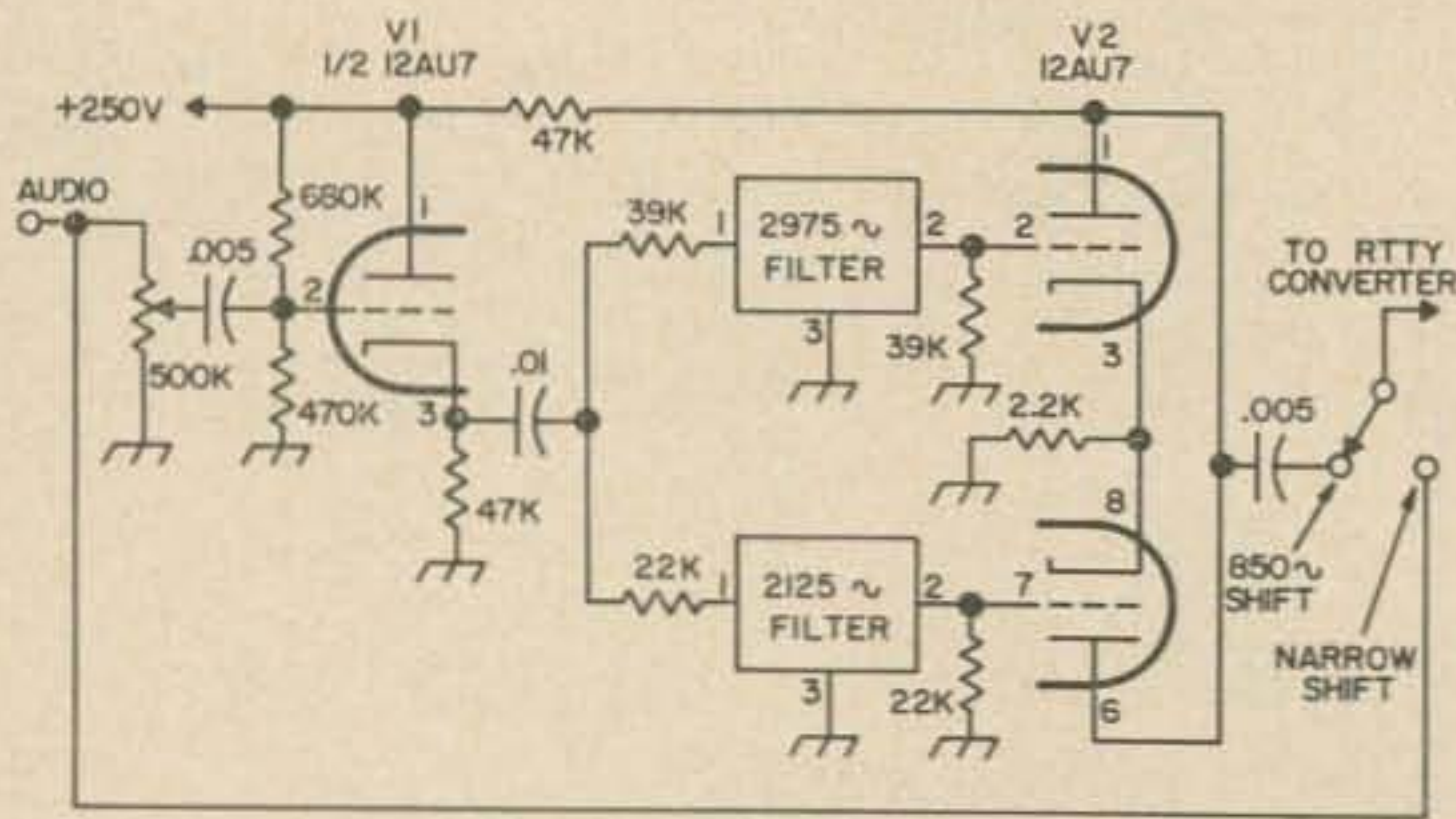 V1
1/2 12AU7
V2
12AU7
+250V
47K
1
AUDIO
680K
1
.005
2
500K
470K
3
.01
47K
39K
1
2975 ~
FILTER
2
2
3
39K
3
TO RTTY
CONVERTER
2.2K
.005
8
22K
1
2125 ~
FILTER
2
7
3
22K
6
850~
SHIFT
NARROW
SHIFT